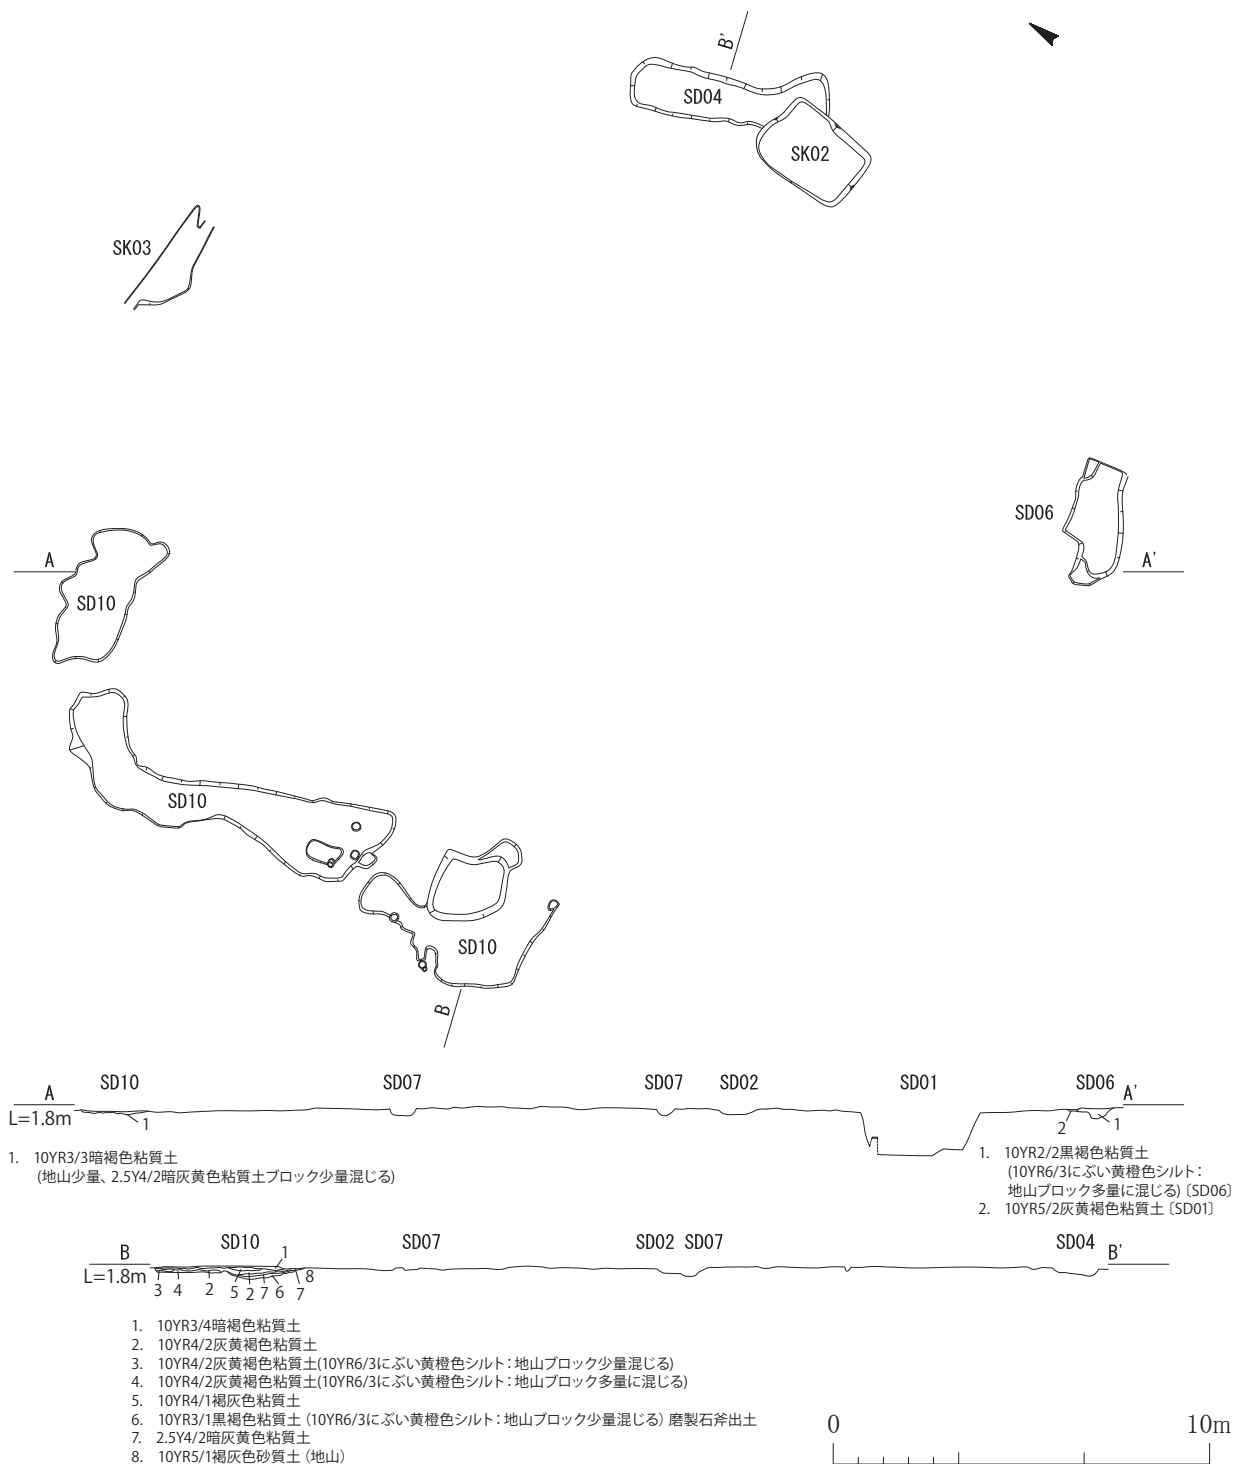 B'
SD04
SK02
SK03
SD06
A
A'
SD10
SD10
SD10
B
SD10 SD07 SD07 SD02 SD01 SD06
A A'
L=1.8m
1
2 1
1. 10YR3/3暗褐色粘質土
(地山少量、2.5Y4/2暗灰黄色粘質土ブロック少量混じる)
1. 10YR2/2黒褐色粘質土
(10YR6/3にぶい黄橙色シルト:
地山ブロック多量に混じる)〔SD06〕
2. 10YR5/2灰黄褐色粘質土〔SD01〕
B SD10 1 SD07 SD02 SD07 SD04 B'
L=1.8m
3 4 2 5 2 7 6 7 8
1. 10YR3/4暗褐色粘質土
2. 10YR4/2灰黄褐色粘質土
3. 10YR4/2灰黄褐色粘質土(10YR6/3にぶい黄橙色シルト:地山ブロック少量混じる)
4. 10YR4/2灰黄褐色粘質土(10YR6/3にぶい黄橙色シルト:地山ブロック多量に混じる)
5. 10YR4/1褐灰色粘質土
6. 10YR3/1黒褐色粘質土(10YR6/3にぶい黄橙色シルト:地山ブロック少量混じる)磨製石斧出土
7. 2.5Y4/2暗灰黄色粘質土
8. 10YR5/1褐灰色砂質土(地山)
0 10m